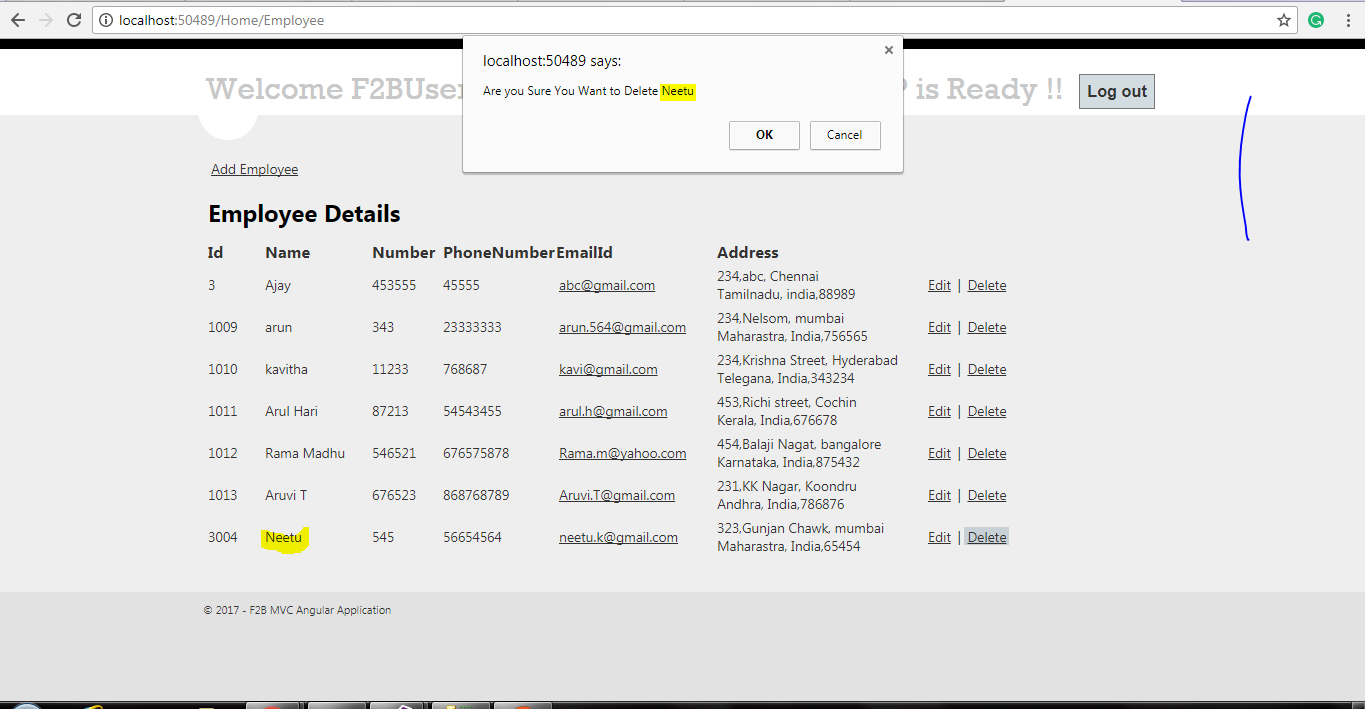 localhost:50489/Home/Employee
localhost:50489 says:
Are you Sure You Want to Delete Neetu
OK Cancel
Welcome F2BUser is Ready !! Log out
Add Employee
Employee Details
Id Name Number PhoneNumber EmailId Address
3 Ajay 453555 45555 abc@gmail.com 234,abc, Chennai
Tamilnadu, india,88989 Edit | Delete
1009 arun 343 23333333 arun.564@gmail.com 234,Nelsom, mumbai
Maharastra, India,756565 Edit | Delete
1010 kavitha 11233 768687 kavi@gmail.com 234,Krishna Street, Hyderabad
Telegana, India,343234 Edit | Delete
1011 Arul Hari 87213 54543455 arul.h@gmail.com 453,Richi street, Cochin
Kerala, India,676678 Edit | Delete
1012 Rama Madhu 546521 676575878 Rama.m@yahoo.com 454,Balaji Nagat, bangalore
Karnataka, India,875432 Edit | Delete
1013 Aruvi T 676523 868768789 Aruvi.T@gmail.com 231,KK Nagar, Koondru
Andhra, India,786876 Edit | Delete
3004 Neetu 545 56654564 neetu.k@gmail.com 323,Gunjan Chawk, mumbai
Maharastra, India,65454 Edit | Delete
© 2017 - F2B MVC Angular Application